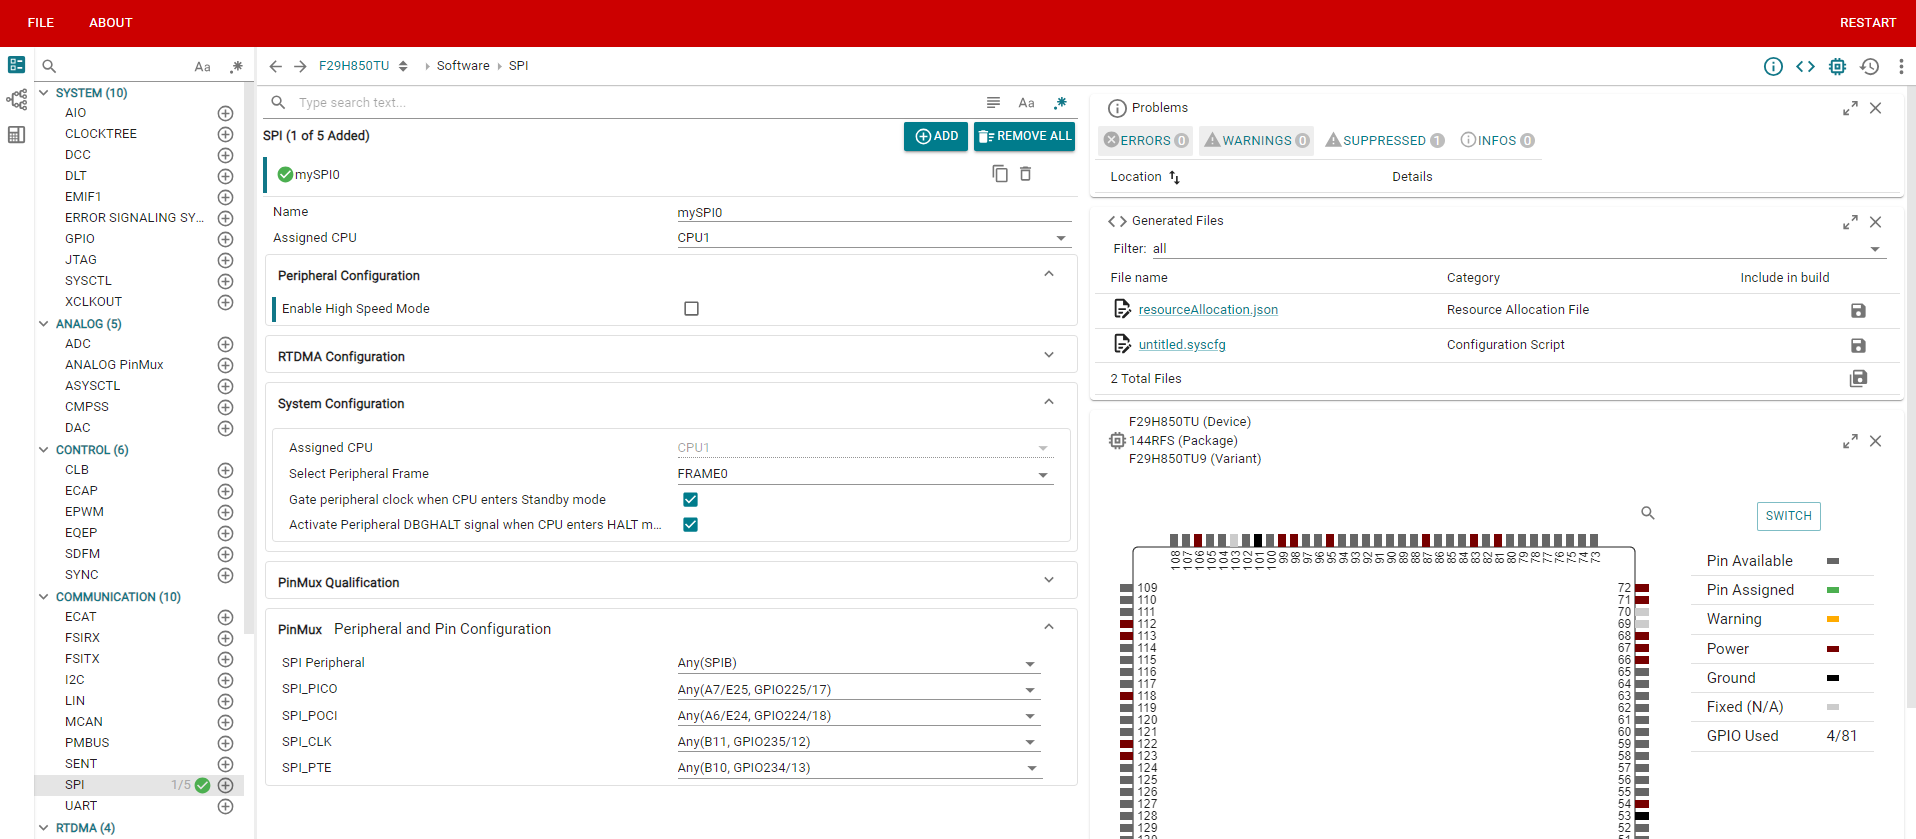 FILE
ABOUT
RESTART
Aa
.*
SYSTEM (10)
AIO
CLOCKTREE
DCC
DLT
EMIF1
ERROR SIGNALING SY...
GPIO
JTAG
SYSCTL
XCLKOUT
ANALOG (5)
ADC
ANALOG PinMux
ASYSCTL
CMPSS
DAC
CONTROL (6)
CLB
ECAP
EPWM
EQEP
SDFM
SYNC
COMMUNICATION (10)
ECAT
FSIRX
FSITX
I2C
LIN
MCAN
PMBUS
SENT
SPI 1/5
UART
RTDMA (4)
F29H850TU › Software › SPI
Type search text...
Aa
.*
SPI (1 of 5 Added)
ADD
REMOVE ALL
mySPI0
Name mySPI0
Assigned CPU CPU1
Peripheral Configuration
Enable High Speed Mode
RTDMA Configuration
System Configuration
Assigned CPU CPU1
Select Peripheral Frame FRAME0
Gate peripheral clock when CPU enters Standby mode
Activate Peripheral DBGHALT signal when CPU enters HALT m...
PinMux Qualification
PinMux Peripheral and Pin Configuration
SPI Peripheral Any(SPIB)
SPI_PICO Any(A7/E25, GPIO225/17)
SPI_POCI Any(A6/E24, GPIO224/18)
SPI_CLK Any(B11, GPIO235/12)
SPI_PTE Any(B10, GPIO234/13)
Problems
ERRORS 0 WARNINGS 0 SUPPRESSED 1 INFOS 0
Location Details
Generated Files
Filter: all
File name Category Include in build
resourceAllocation.json Resource Allocation File
untitled.syscfg Configuration Script
2 Total Files
F29H850TU (Device)
144RFS (Package)
F29H850TU9 (Variant)
SWITCH
108 107 106 105 104 103 102 101 100 99 98 97 96 95 94 93 92 91 90 89 88 87 86 85 84 83 82 81 80 79 78 77 76 75 74 73
109 72
110 71
111 70
112 69
113 68
114 67
115 66
116 65
117 64
118 63
119 62
120 61
121 60
122 59
123 58
124 57
125 56
126 55
127 54
128 53
129 52
Pin Available
Pin Assigned
Warning
Power
Ground
Fixed (N/A)
GPIO Used 4/81